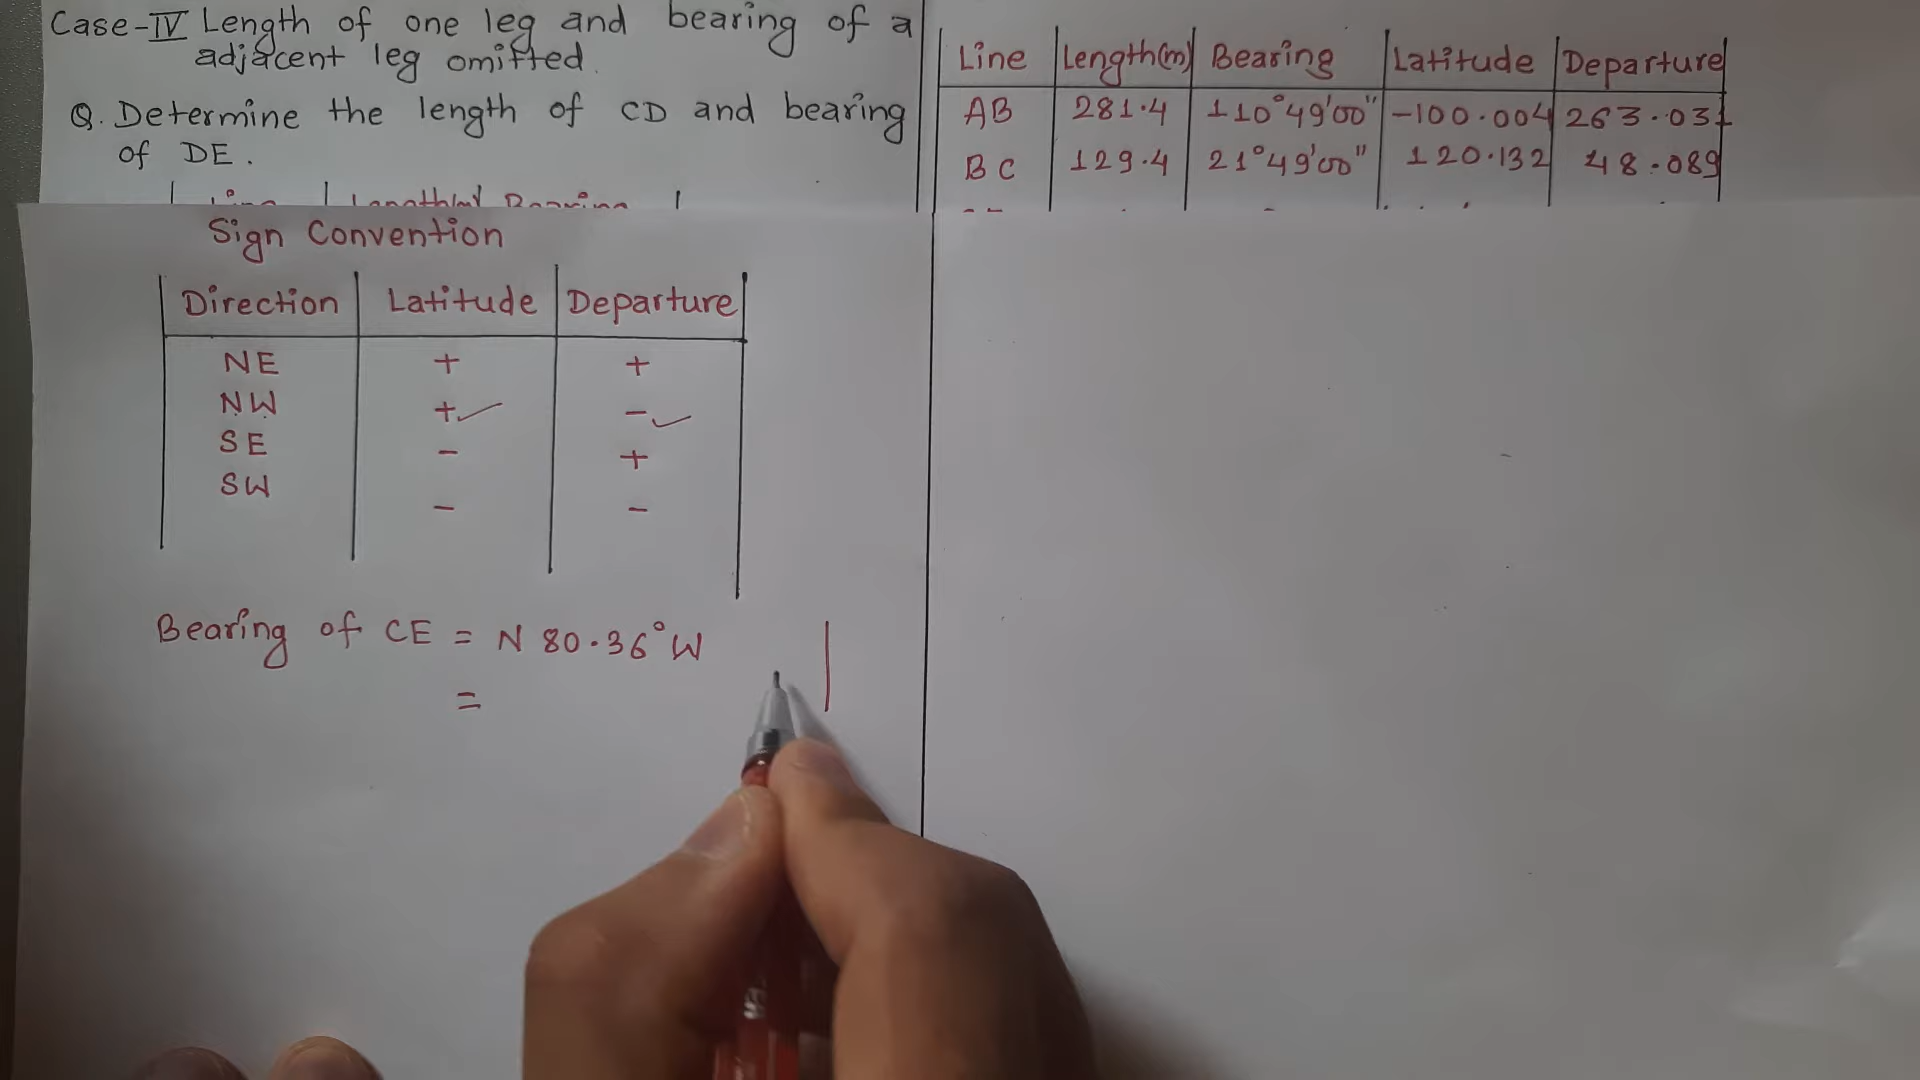 Case-IV Length of one leg and bearing of a
adjacent leg omitted.
Q. Determine the length of CD and bearing
of DE.
Line Length(m) Bearing
Sign Convention
Direction Latitude Departure
NE + +
NW + -
SE - +
SW - -
Bearing of CE = N 80.36° W
=
Line Length(m) Bearing Latitude Departure
AB 281.4 110°49'00" -100.004 263.031
BC 129.4 21°49'00" 120.132 48.089